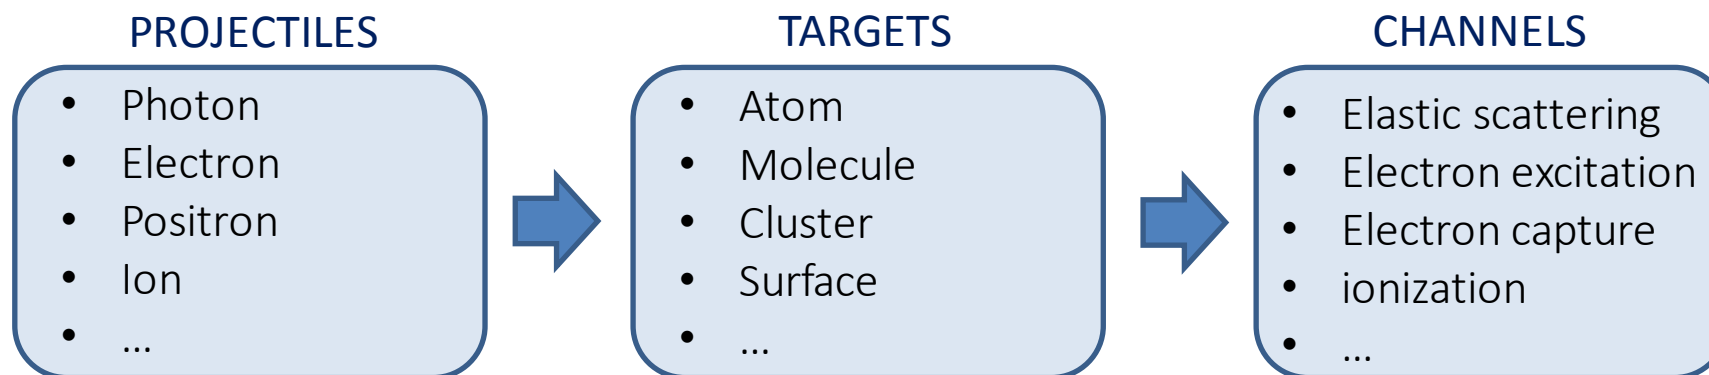 PROJECTILES
• Photon
• Electron
• Positron
• Ion
• ...
TARGETS
• Atom
• Molecule
• Cluster
• Surface
• ...
CHANNELS
• Elastic scattering
• Electron excitation
• Electron capture
• ionization
• ...